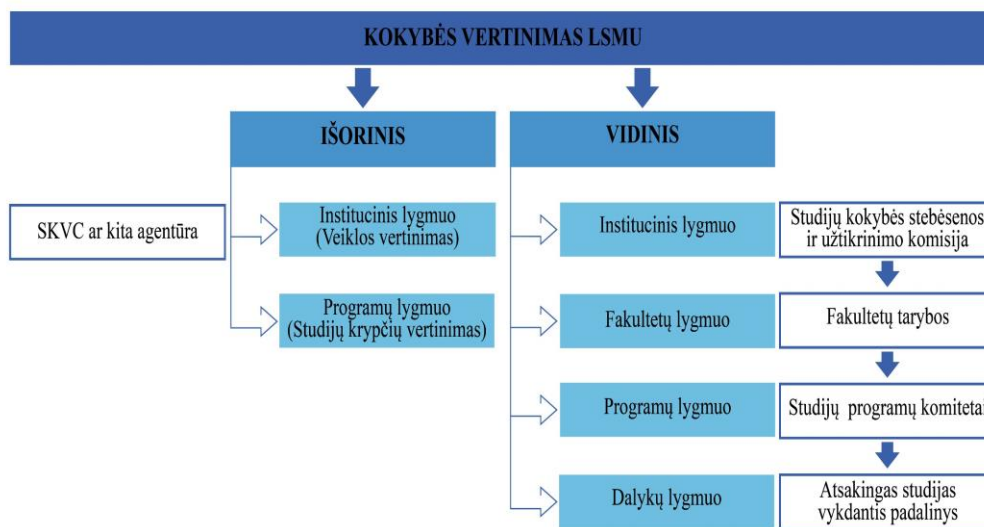 KOKYBĖS VERTINIMAS LSMU
IŠORINIS
VIDINIS
SKVC ar kita agentūra
Institucinis lygmuo
(Veiklos vertinimas)
Programų lygmuo
(Studijų krypčių vertinimas)
Institucinis lygmuo
Studijų kokybės stebėsenos
ir užtikrinimo komisija
Fakultetų lygmuo
Fakultetų tarybos
Programų lygmuo
Studijų programų komitetai
Dalykų lygmuo
Atsakingas studijas
vykdantis padalinys